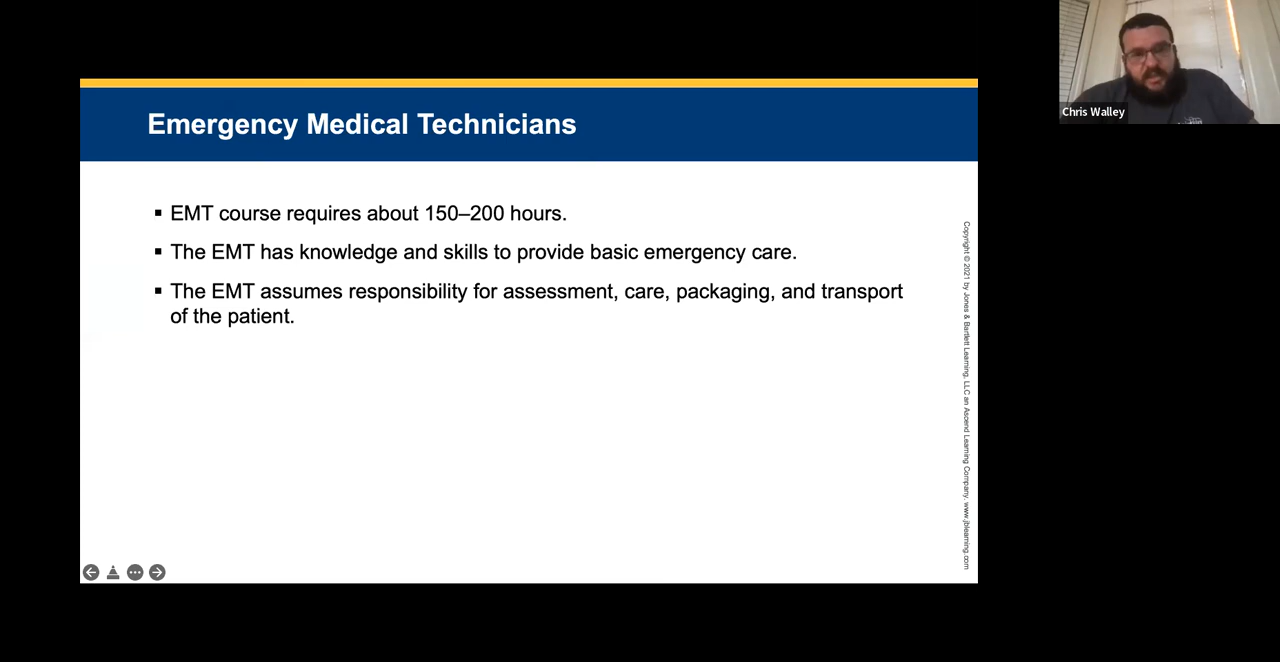 Emergency Medical Technicians
▪ EMT course requires about 150–200 hours.
▪ The EMT has knowledge and skills to provide basic emergency care.
▪ The EMT assumes responsibility for assessment, care, packaging, and transport
of the patient.
Copyright © 2021 by Jones & Bartlett Learning, LLC an Ascend Learning Company. www.jblearning.com
Chris Walley